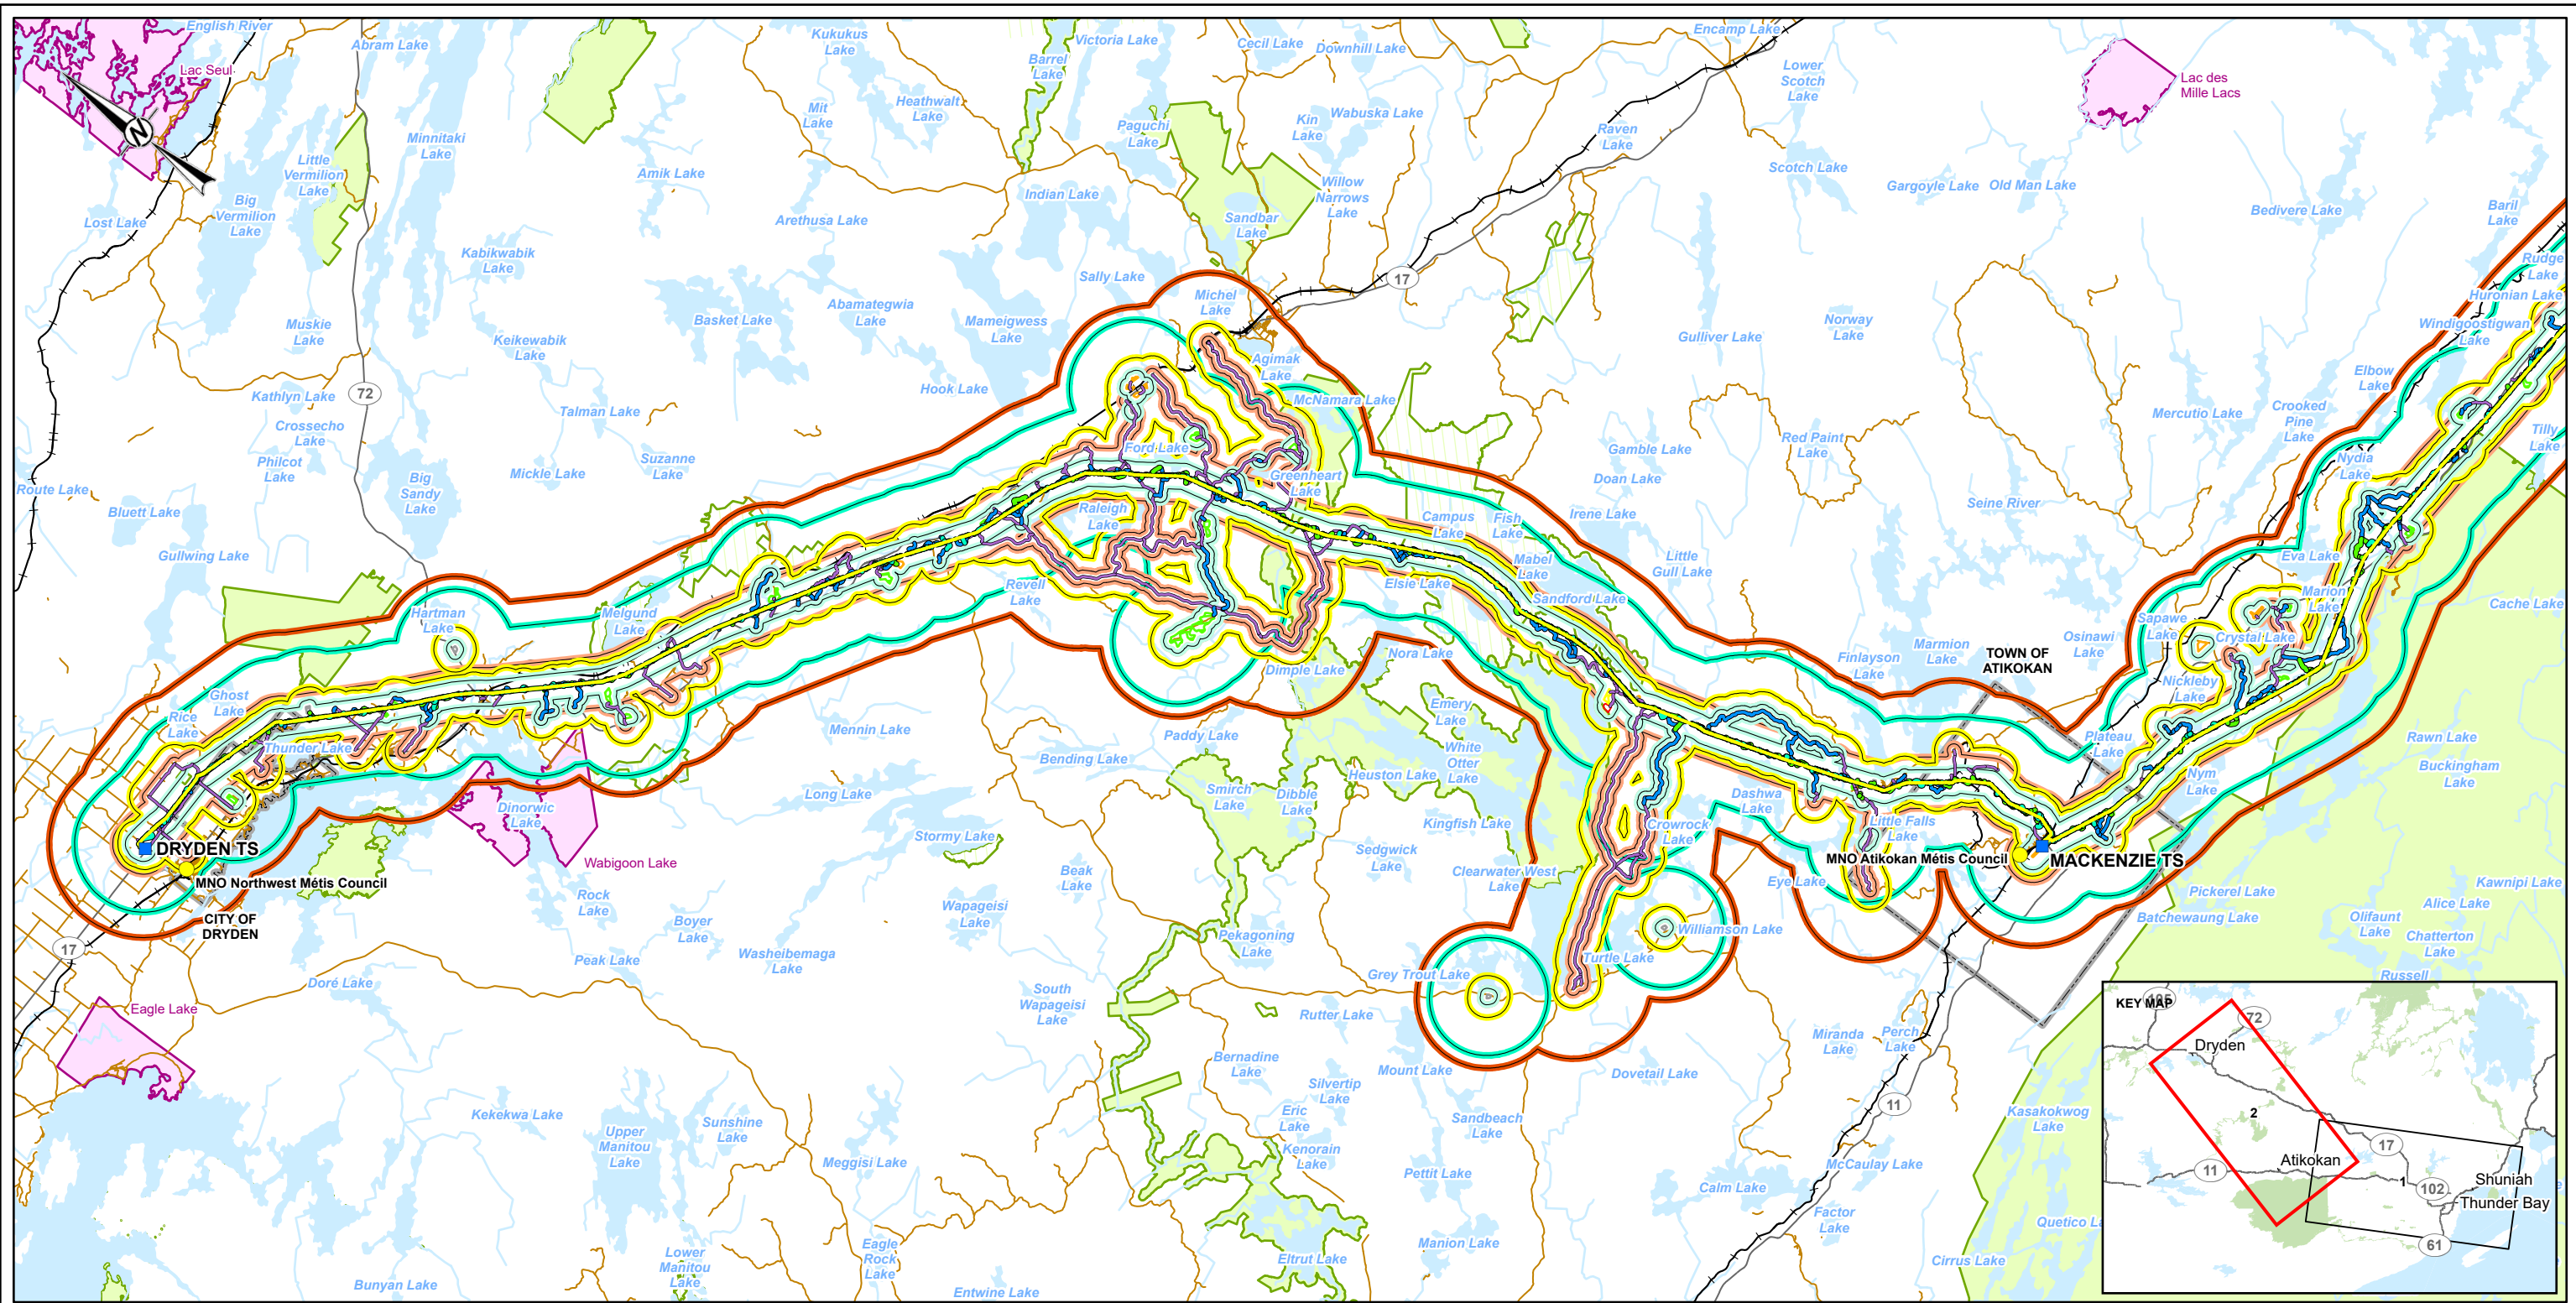 English River
Abram Lake
Kukukus
Lake
Victoria Lake
Cecil Lake
Downhill Lake
Encamp Lake
Lac Seul
Barrel
Lake
Lower
Scotch
Lake
Lac des
Mille Lacs
N
Mit
Lake
Heathwalt
Lake
Paguchi
Lake
Kin
Lake
Wabuska Lake
Raven
Lake
Minnitaki
Lake
Little
Vermilion
Lake
Amik Lake
Scotch Lake
Gargoyle Lake
Old Man Lake
Big
Vermilion
Lake
Lost Lake
Arethusa Lake
Indian Lake
Willow
Narrows
Lake
Sandbar
Lake
Bedivere Lake
Baril
Lake
Kabikwabik
Lake
Sally Lake
17
Rudge
Lake
Michel
Lake
Huronian Lake
Muskie
Lake
Keikewabik
Lake
Basket Lake
Abamategwia
Lake
Mameigwess
Lake
Gulliver Lake
Norway
Lake
Windigoostigwan
Lake
Agimak
Lake
Elbow
Lake
72
Kathlyn Lake
Talman Lake
Hook Lake
McNamara Lake
Mercutio Lake
Crooked
Pine
Lake
Crossecho
Lake
Tilly
Lake
Philcot
Lake
Mickle Lake
Suzanne
Lake
Ford Lake
Gamble Lake
Red Paint
Lake
Nydia
Lake
Route Lake
Big
Sandy
Lake
Greenheart
Lake
Doan Lake
Bluett Lake
Raleigh
Lake
Campus
Lake
Fish
Lake
Irene Lake
Seine River
Gullwing Lake
Mabel
Lake
Little
Gull Lake
Eva Lake
Revell
Lake
Elsie Lake
Sandford Lake
Marion
Lake
Cache Lake
Hartman
Lake
Melgund
Lake
Sapawe
Lake
Crystal Lake
Nora Lake
Dimple Lake
Finlayson
Lake
Marmion
Lake
TOWN OF
ATIKOKAN
Osinawi
Lake
Nickleby
Lake
Ghost
Lake
Rice
Lake
Emery
Lake
Thunder Lake
Mennin Lake
Paddy Lake
Plateau
Lake
Rawn Lake
Bending Lake
White
Otter
Lake
Heuston Lake
Nym
Lake
Buckingham
Lake
Long Lake
Smirch
Lake
Dibble
Lake
Dashwa
Lake
Dinorwic
Lake
Stormy Lake
Kingfish Lake
Crowrock
Lake
Little Falls
Lake
DRYDEN TS
Wabigoon Lake
Sedgwick
Lake
MNO Atikokan Métis Council
MACKENZIE TS
MNO Northwest Métis Council
Beak
Lake
Clearwater West
Lake
Eye Lake
Pickerel Lake
Kawnipi Lake
CITY OF
DRYDEN
Rock
Lake
Wapageisi
Lake
Alice Lake
Boyer
Lake
Batchewaung Lake
Olifaunt
Lake
17
Pekagoning
Lake
Williamson Lake
Chatterton
Lake
Peak Lake
Washeibemaga
Lake
Turtle Lake
Grey Trout Lake
Russell
Doré Lake
South
Wapageisi
Lake
Eagle Lake
Rutter Lake
Miranda
Lake
Perch
Lake
Bernadine
Lake
Mount Lake
Dovetail Lake
Silvertip
Lake
Kekekwa Lake
Upper
Manitou
Lake
Sunshine
Lake
Eric
Lake
Sandbeach
Lake
11
Kasakokwog
Lake
Kenorain
Lake
Meggisi Lake
Pettit Lake
McCaulay Lake
Calm Lake
Factor
Lake
Quetico La
Lower
Manitou
Lake
Eagle
Rock
Lake
Manion Lake
Eltrut Lake
Cirrus Lake
Bunyan Lake
Entwine Lake
KEY MAP
105
72
Dryden
2
17
11
Atikokan
1
102
Shuniah
Thunder Bay
61